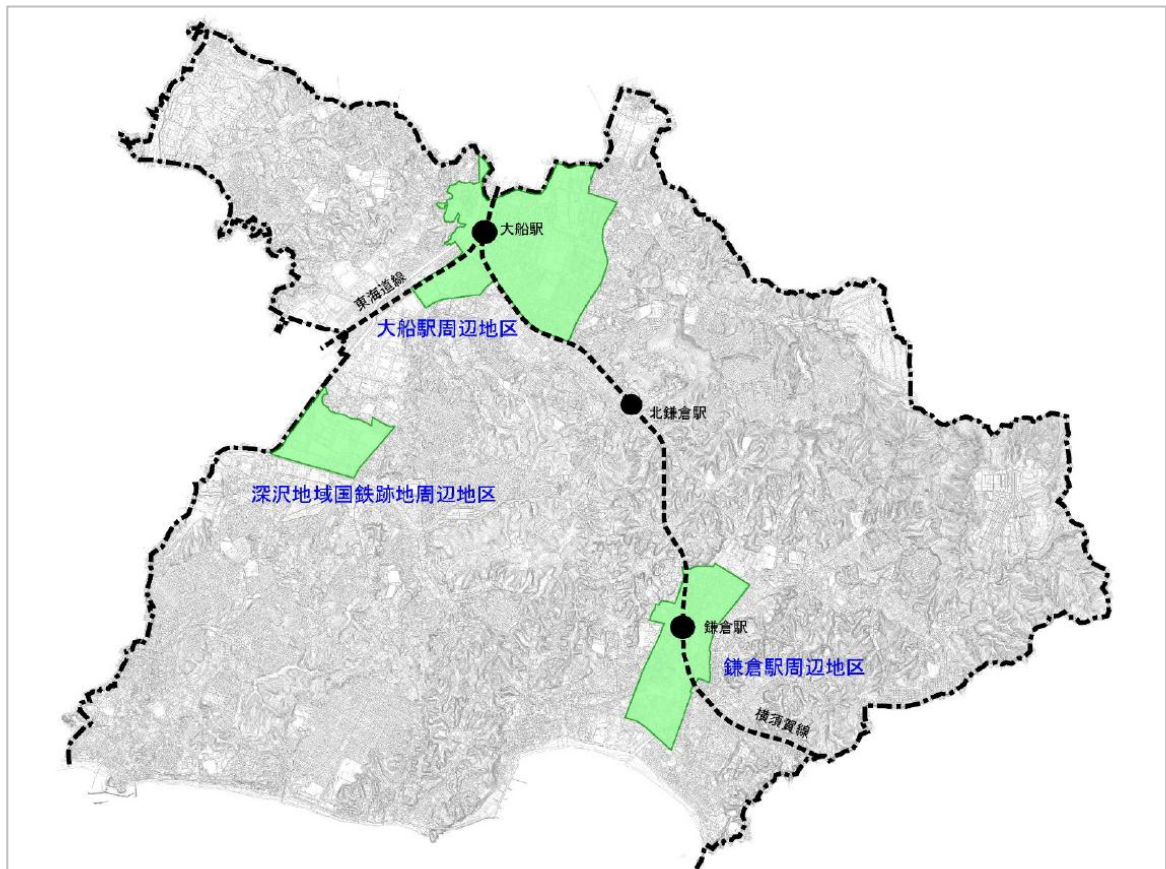 大船駅
東海道線
大船駅周辺地区
北鎌倉駅
深沢地域国鉄跡地周辺地区
鎌倉駅
鎌倉駅周辺地区
横須賀線